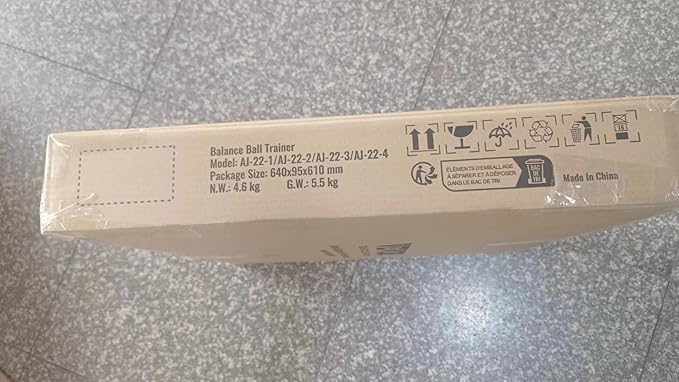 Balance Ball Trainer
Model: AJ-22-1/AJ-22-2/AJ-22-3/AJ-22-4
Package Size: 640x95x610 mm
N.W.: 4.6 kg G.W.: 5.5 kg
ÉLÉMENTS D'EMBALLAGE
À SÉPARER ET À DÉPOSER
DANS LE BAC DE TRI
BAC
DE
TRI
Made In China